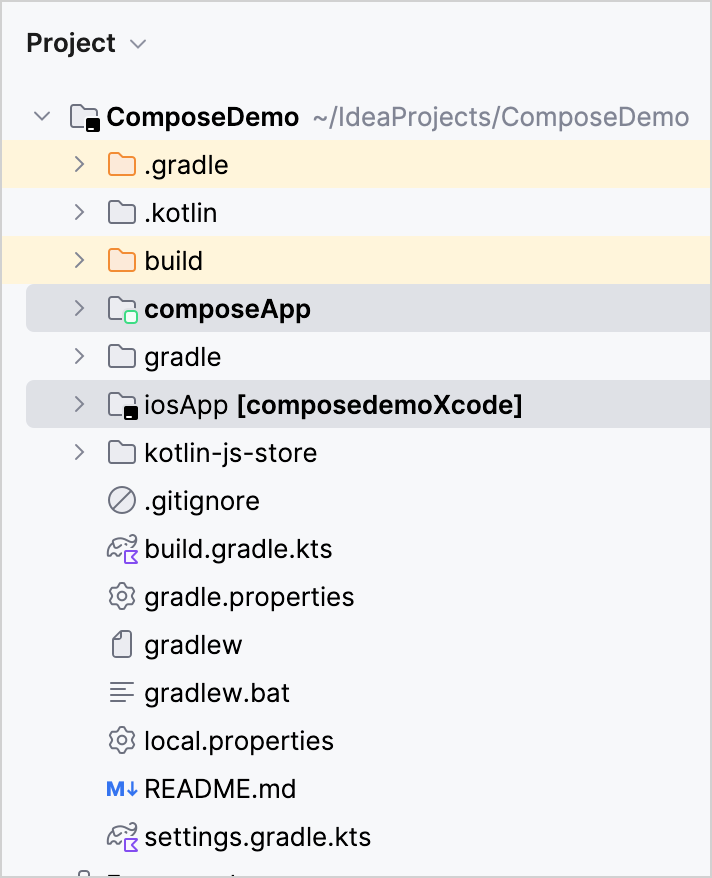 Project
ComposeDemo ~/IdeaProjects/ComposeDemo
.gradle
.kotlin
build
composeApp
gradle
iosApp [composedemoXcode]
kotlin-js-store
.gitignore
build.gradle.kts
gradle.properties
gradlew
gradlew.bat
local.properties
M↓ README.md
settings.gradle.kts